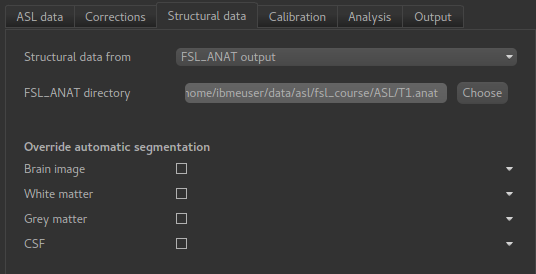 ASL data Corrections Structural data Calibration Analysis Output
Structural data from FSL_ANAT output
FSL_ANAT directory home/ibmeuser/data/asl/fsl_course/ASL/T1.anat Choose
Override automatic segmentation
Brain image
White matter
Grey matter
CSF